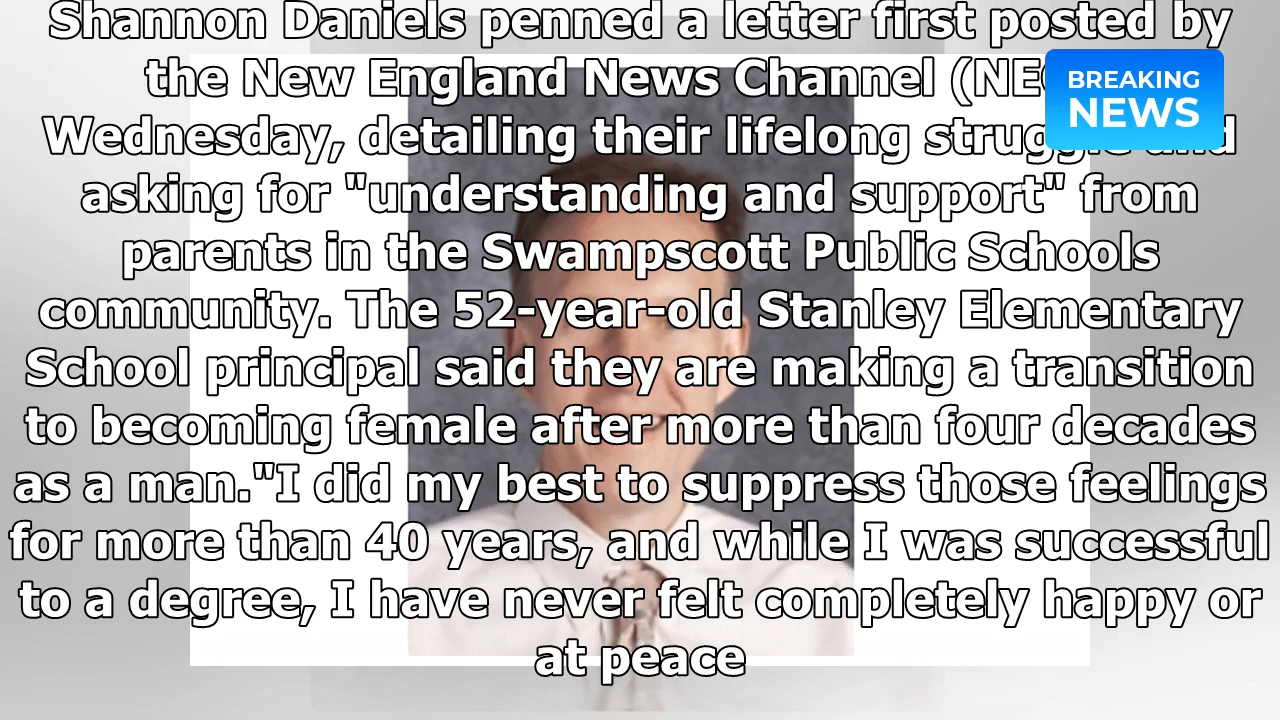 Shannon Daniels penned a letter first posted by
the New England News Channel
BREAKING
NEWS
Wednesday, detailing their lifelong struggle and
asking for "understanding and support" from
parents in the Swampscott Public Schools
community. The 52-year-old Stanley Elementary
School principal said they are making a transition
to becoming female after more than four decades
as a man."I did my best to suppress those feelings
for more than 40 years, and while I was successful
to a degree, I have never felt completely happy or
at peace